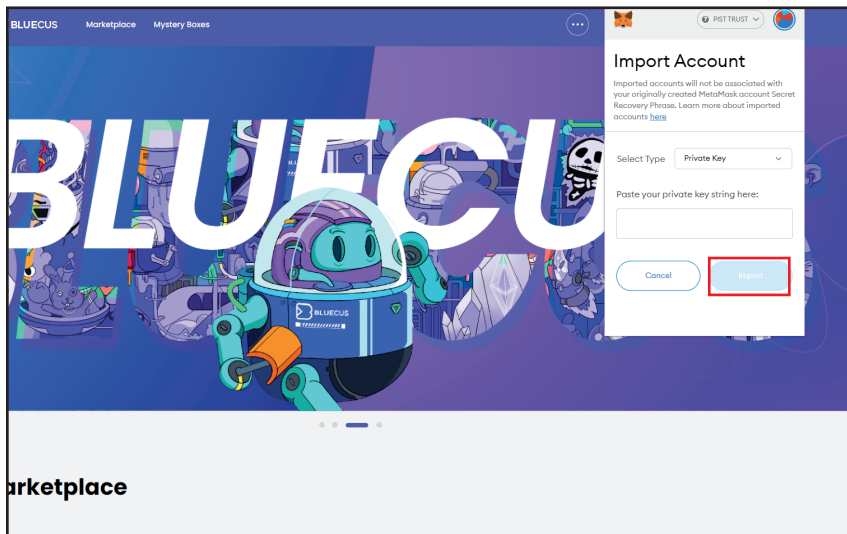 BLUECUS Marketplace Mystery Boxes
PIST TRUST
Import Account
Imported accounts will not be associated with
your originally created MetaMask account Secret
Recovery Phrase. Learn more about imported
accounts here
Select Type Private Key
Paste your private key string here:
Cancel Import
BLUECU
BLUECUS
arketplace